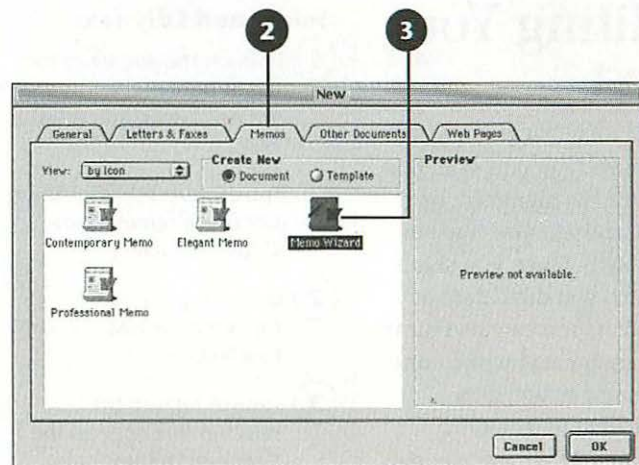 2 3
New
General Letters & Faxes Memos Other Documents Web Pages
View: by Icon Create New Preview
Document Template
Contemporary Memo Elegant Memo Memo Wizard
Preview not available.
Professional Memo
Cancel OK